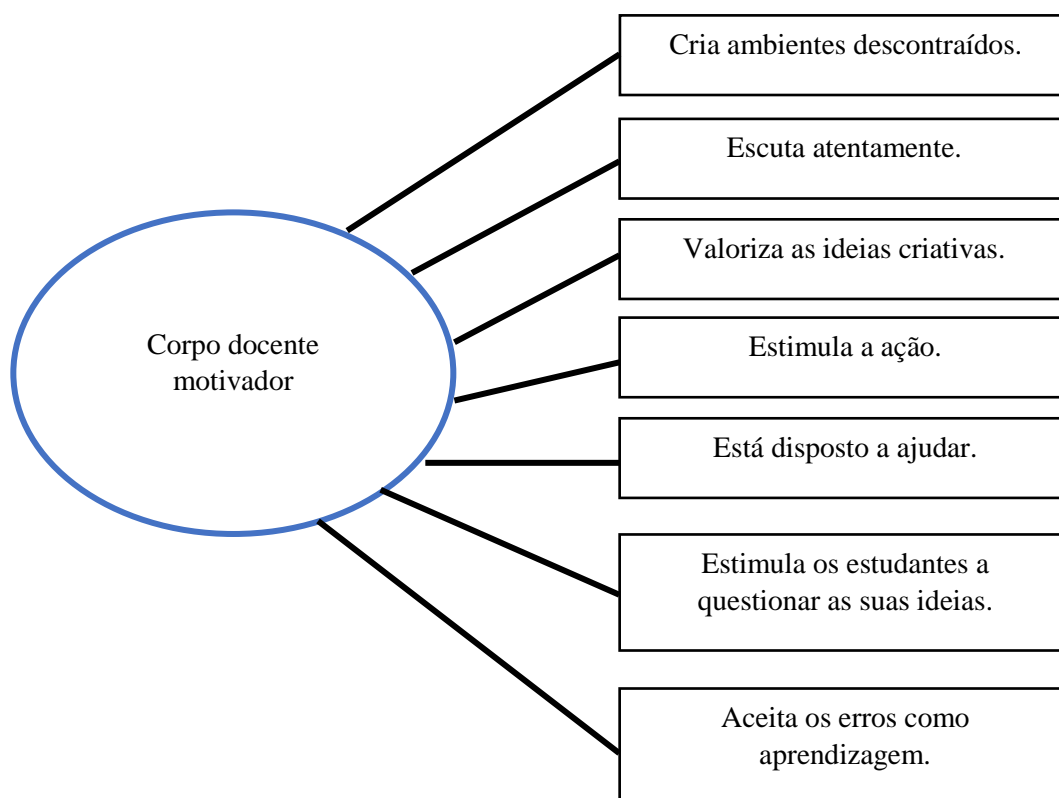 Cria ambientes descontraídos.
Escuta atentamente.
Valoriza as ideias criativas.
Corpo docente
motivador
Estimula a ação.
Está disposto a ajudar.
Estimula os estudantes a
questionar as suas ideias.
Aceita os erros como
aprendizagem.